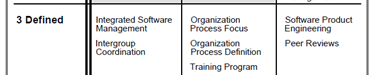 3 Defined
Integrated Software
Management
Intergroup
Coordination
Organization
Process Focus
Organization
Process Definition
Training Program
Software Product
Engineering
Peer Reviews